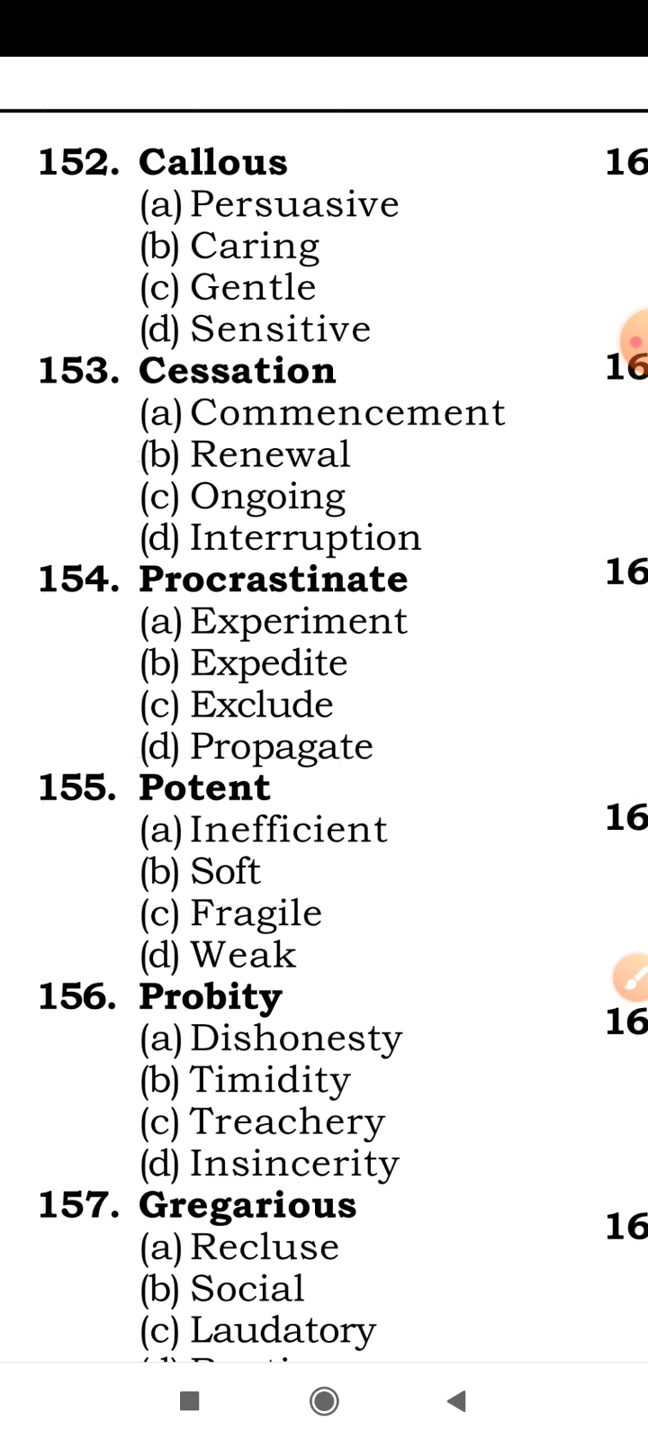 152. Callous
(a) Persuasive
(b) Caring
(c) Gentle
(d) Sensitive
153. Cessation
(a) Commencement
(b) Renewal
(c) Ongoing
(d) Interruption
154. Procrastinate
(a) Experiment
(b) Expedite
(c) Exclude
(d) Propagate
155. Potent
(a) Inefficient
(b) Soft
(c) Fragile
(d) Weak
156. Probity
(a) Dishonesty
(b) Timidity
(c) Treachery
(d) Insincerity
157. Gregarious
(a) Recluse
(b) Social
(c) Laudatory
16
16
16
16
16
16